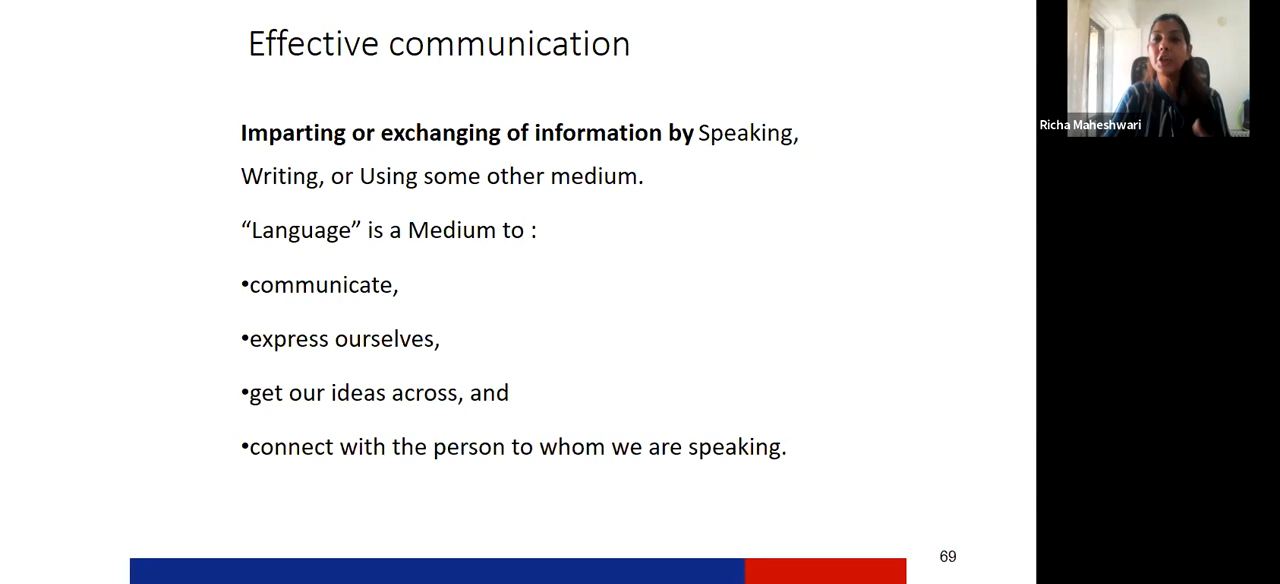 Effective communication
Imparting or exchanging of information by Speaking,
Writing, or Using some other medium.
“Language” is a Medium to :
•communicate,
•express ourselves,
•get our ideas across, and
•connect with the person to whom we are speaking.
69
Richa Maheshwari